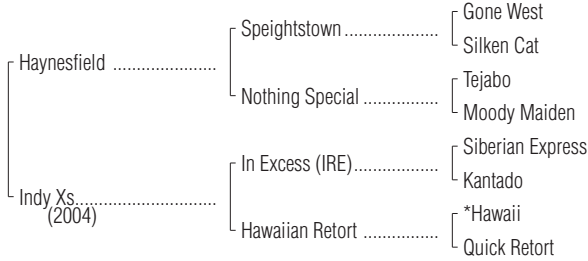 Gone West
Speightstown ....................
Silken Cat
Haynesfield ......................
Tejabo
Nothing Special ................
Moody Maiden
Siberian Express
In Excess (IRE)..................
Kantado
Indy Xs..............................
(2004)
*Hawaii
Hawaiian Retort ................
Quick Retort